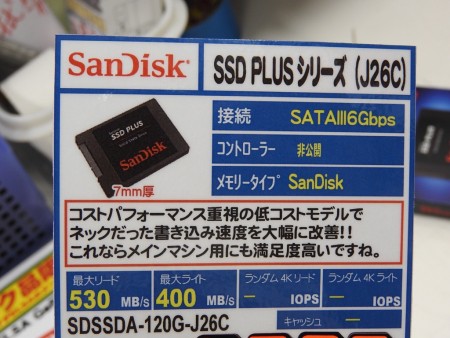 SanDisk
SSD PLUSシリーズ (J26C)
SSD PLUS
SanDisk
7mm厚
接続 SATAIII6Gbps
コントローラー 非公開
メモリータイプ SanDisk
コストパフォーマンス重視の低コストモデルで
ネックだった書き込み速度を大幅に改善!!
これならメインマシン用にも満足度高いですね。
最大リード 最大ライト ランダム4Kリード ランダム4Kライト
530 MB/s 400 MB/s － IOPS － IOPS
SDSSDA-120G-J26C キャッシュ －